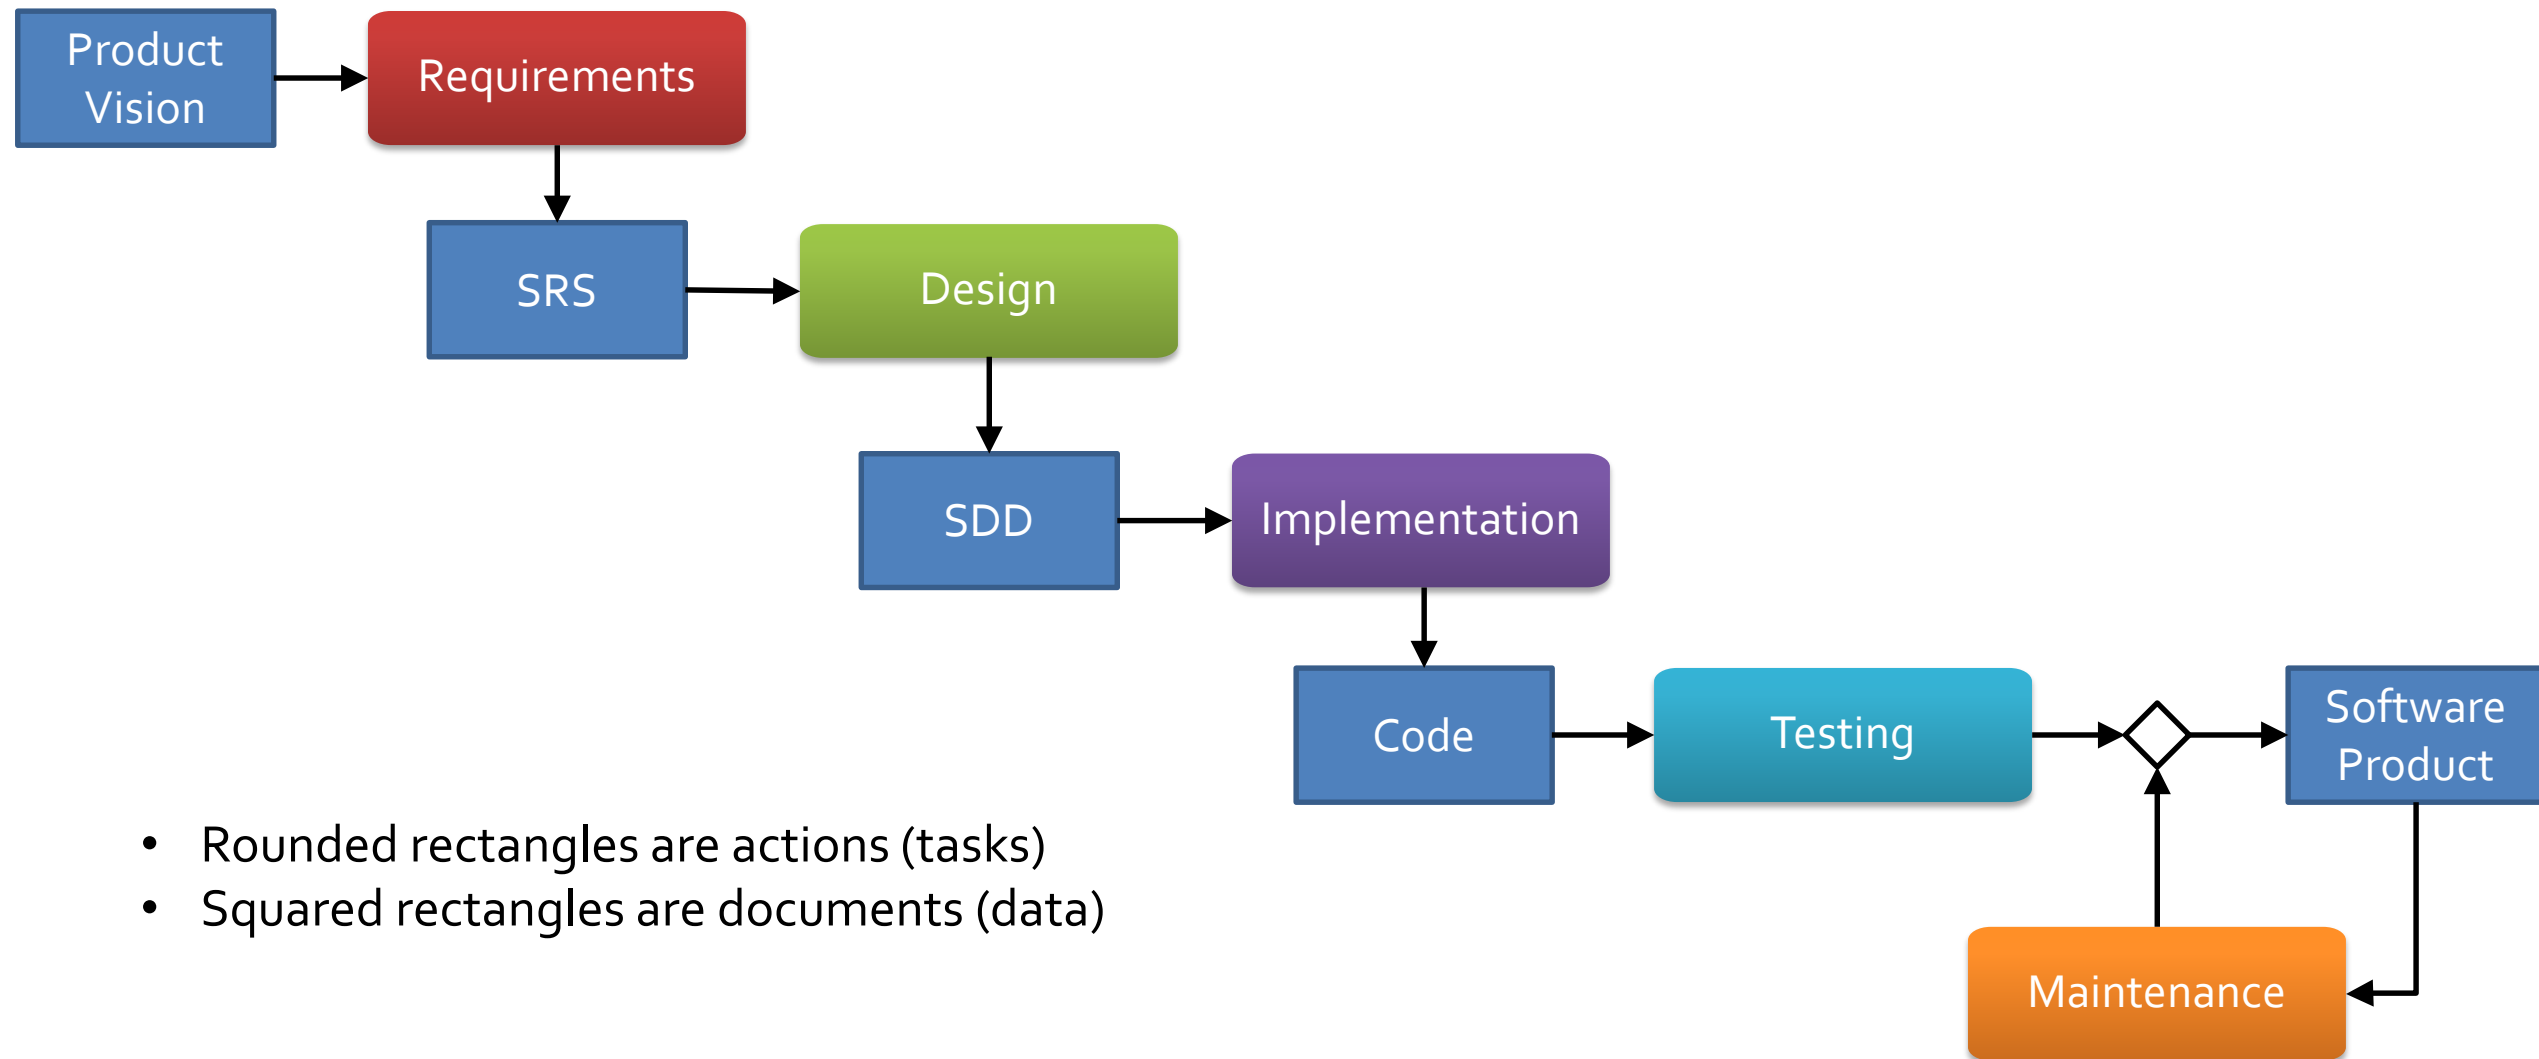 Product
Vision
Requirements
SRS
Design
SDD
Implementation
Code
Testing
Software
Product
• Rounded rectangles are actions (tasks)
• Squared rectangles are documents (data)
Maintenance